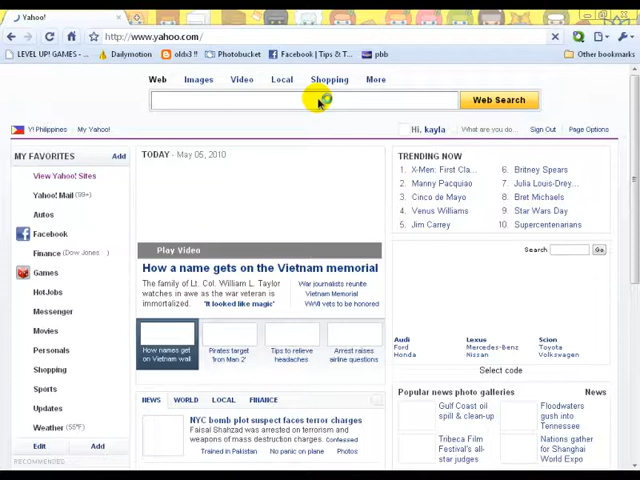 Yahoo!
http://www.yahoo.com/
LEVEL UP! GAMES - ...
Dailymotion
oldx3 !!
Photobucket
Facebook | Tips & T...
pbb
Other bookmarks
Web
Images
Video
Local
Shopping
More
Web Search
Y! Philippines
My Yahoo!
Hi, kayla
What are you do...
Sign Out
Page Options
MY FAVORITES
Add
View Yahoo! Sites
Yahoo! Mail (99+)
Autos
Facebook
Finance (Dow Jones )
Games
HotJobs
Messenger
Movies
Personals
Shopping
Sports
Updates
Weather (55°F)
Edit
Add
RECOMMENDED
TODAY - May 05, 2010
Play Video
How a name gets on the Vietnam memorial
The family of Lt. Col. William L. Taylor
watches in awe as the war veteran is
immortalized. "It looked like magic"
War journalists reunite
Vietnam Memorial
WWII vets to be honored
How names get
on Vietnam wall
Pirates target
'Iron Man 2'
Tips to relieve
headaches
Arrest raises
airline questions
NEWS
WORLD
LOCAL
FINANCE
NYC bomb plot suspect faces terror charges
Faisal Shahzad was arrested on terrorism and
weapons of mass destruction charges. Confessed
Trained in Pakistan
No panic on plane
Photos
TRENDING NOW
1. X-Men: First Cla...
2. Manny Pacquiao
3. Cinco de Mayo
4. Venus Williams
5. Jim Carrey
6. Britney Spears
7. Julia Louis-Drey...
8. Bret Michaels
9. Star Wars Day
10. Supercentenarians
Search
Go
Audi
Ford
Honda
Lexus
Mercedes-Benz
Nissan
Scion
Toyota
Volkswagen
Select code
Popular news photo galleries
News
Gulf Coast oil
spill & clean-up
Floodwaters
gush into
Tennessee
Tribeca Film
Festival's all-
star judges
Nations gather
for Shanghai
World Expo